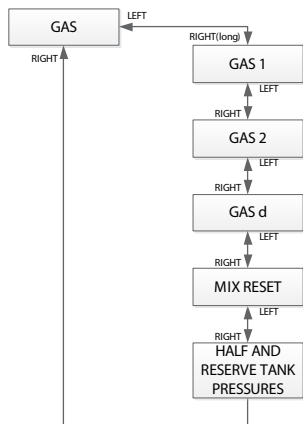 GAS
LEFT
RIGHT
RIGHT(long)
GAS 1
LEFT
RIGHT
GAS 2
LEFT
RIGHT
GAS d
LEFT
RIGHT
MIX RESET
LEFT
RIGHT
HALF AND
RESERVE TANK
PRESSURES